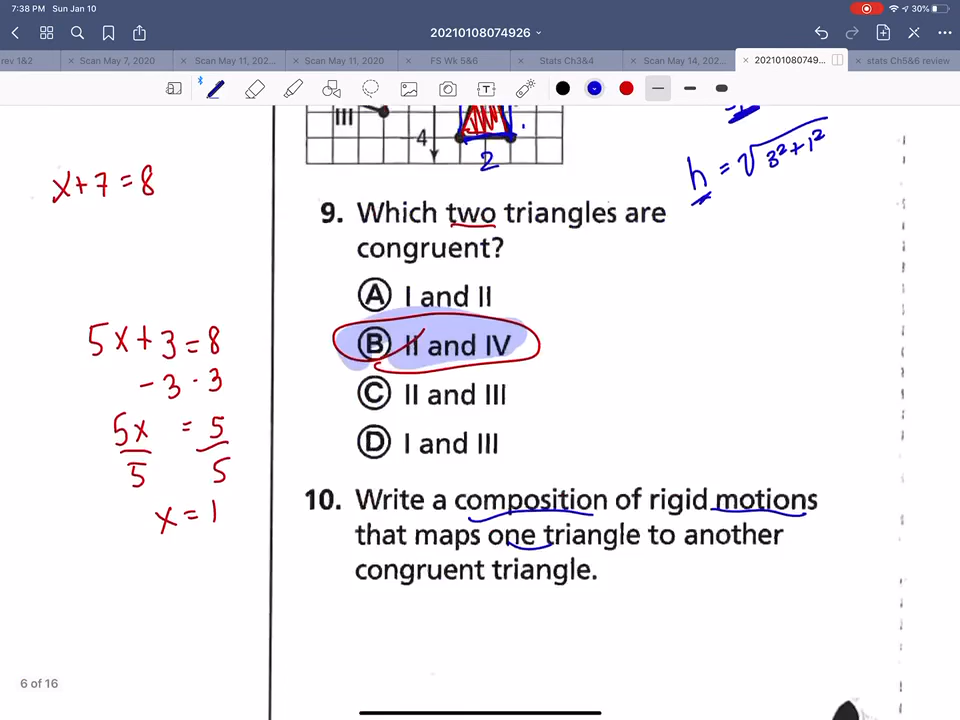 7:38 PM Sun Jan 10
30%
20210108074926
rev 1&2
Scan May 7, 2020
Scan May 11, 202...
Scan May 11, 2020
FS Wk 5&6
Stats Ch3&4
Scan May 14, 202...
202101080749...
stats Ch5&6 review
III
-4
2
h = √3²+1²
x+7=8
9. Which two triangles are
congruent?
A I and II
B II and IV
C II and III
D I and III
5x+3=8
-3 -3
5x = 5
5 5
x=1
10. Write a composition of rigid motions
that maps one triangle to another
congruent triangle.
6 of 16